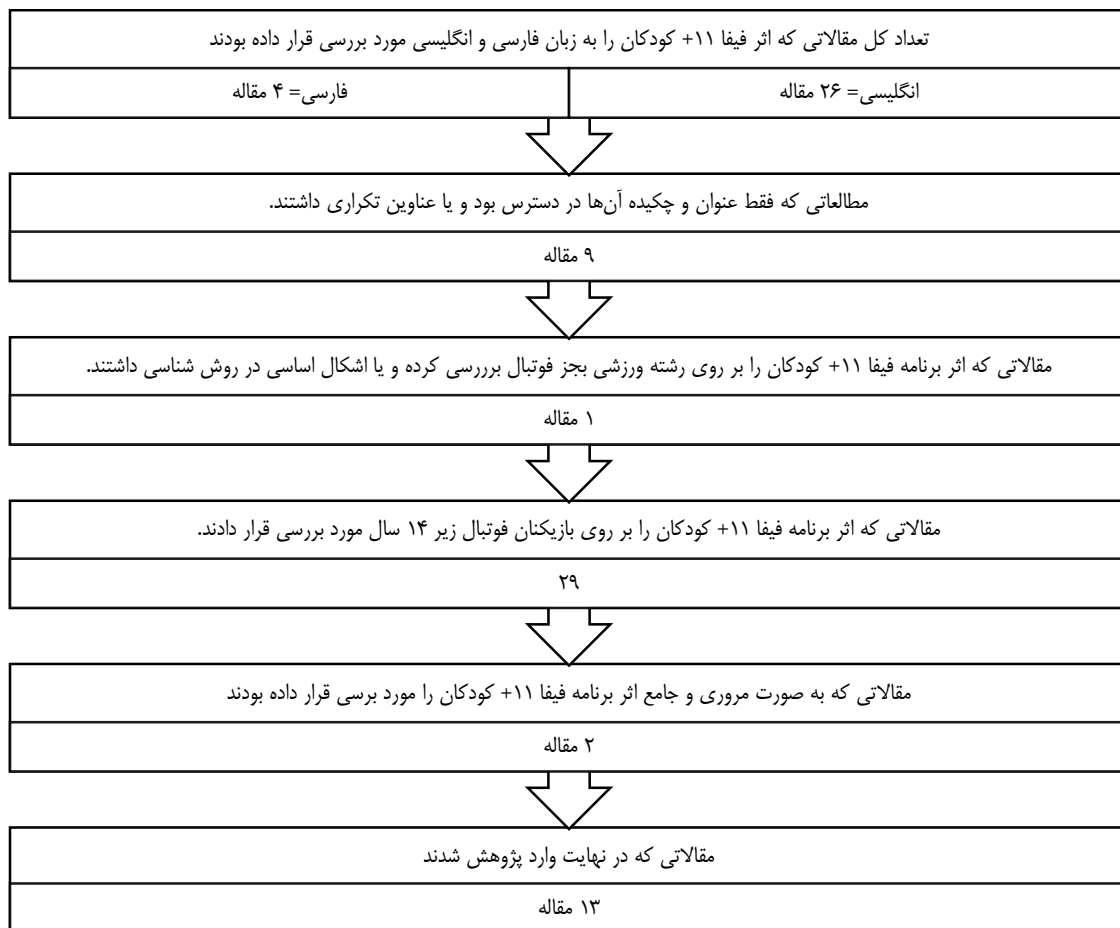 تعداد کل مقالاتی که اثر فیفا ۱۱+ کودکان را به زبان فارسی و انگلیسی مورد بررسی قرار داده بودند
انگلیسی= ۲۶ مقاله
فارسی= ۴ مقاله
مطالعاتی که فقط عنوان و چکیده آن‌ها در دسترس بود و یا عناوین تکراری داشتند.
۹ مقاله
مقالاتی که اثر برنامه فیفا ۱۱+ کودکان را بر روی رشته ورزشی بجز فوتبال برررسی کرده و یا اشکال اساسی در روش شناسی داشتند.
۱ مقاله
مقالاتی که اثر برنامه فیفا ۱۱+ کودکان را بر روی بازیکنان فوتبال زیر ۱۴ سال مورد بررسی قرار دادند.
۲۹
مقالاتی که به صورت مروری و جامع اثر برنامه فیفا ۱۱+ کودکان را مورد برسی قرار داده بودند
۲ مقاله
مقالاتی که در نهایت وارد پژوهش شدند
۱۳ مقاله